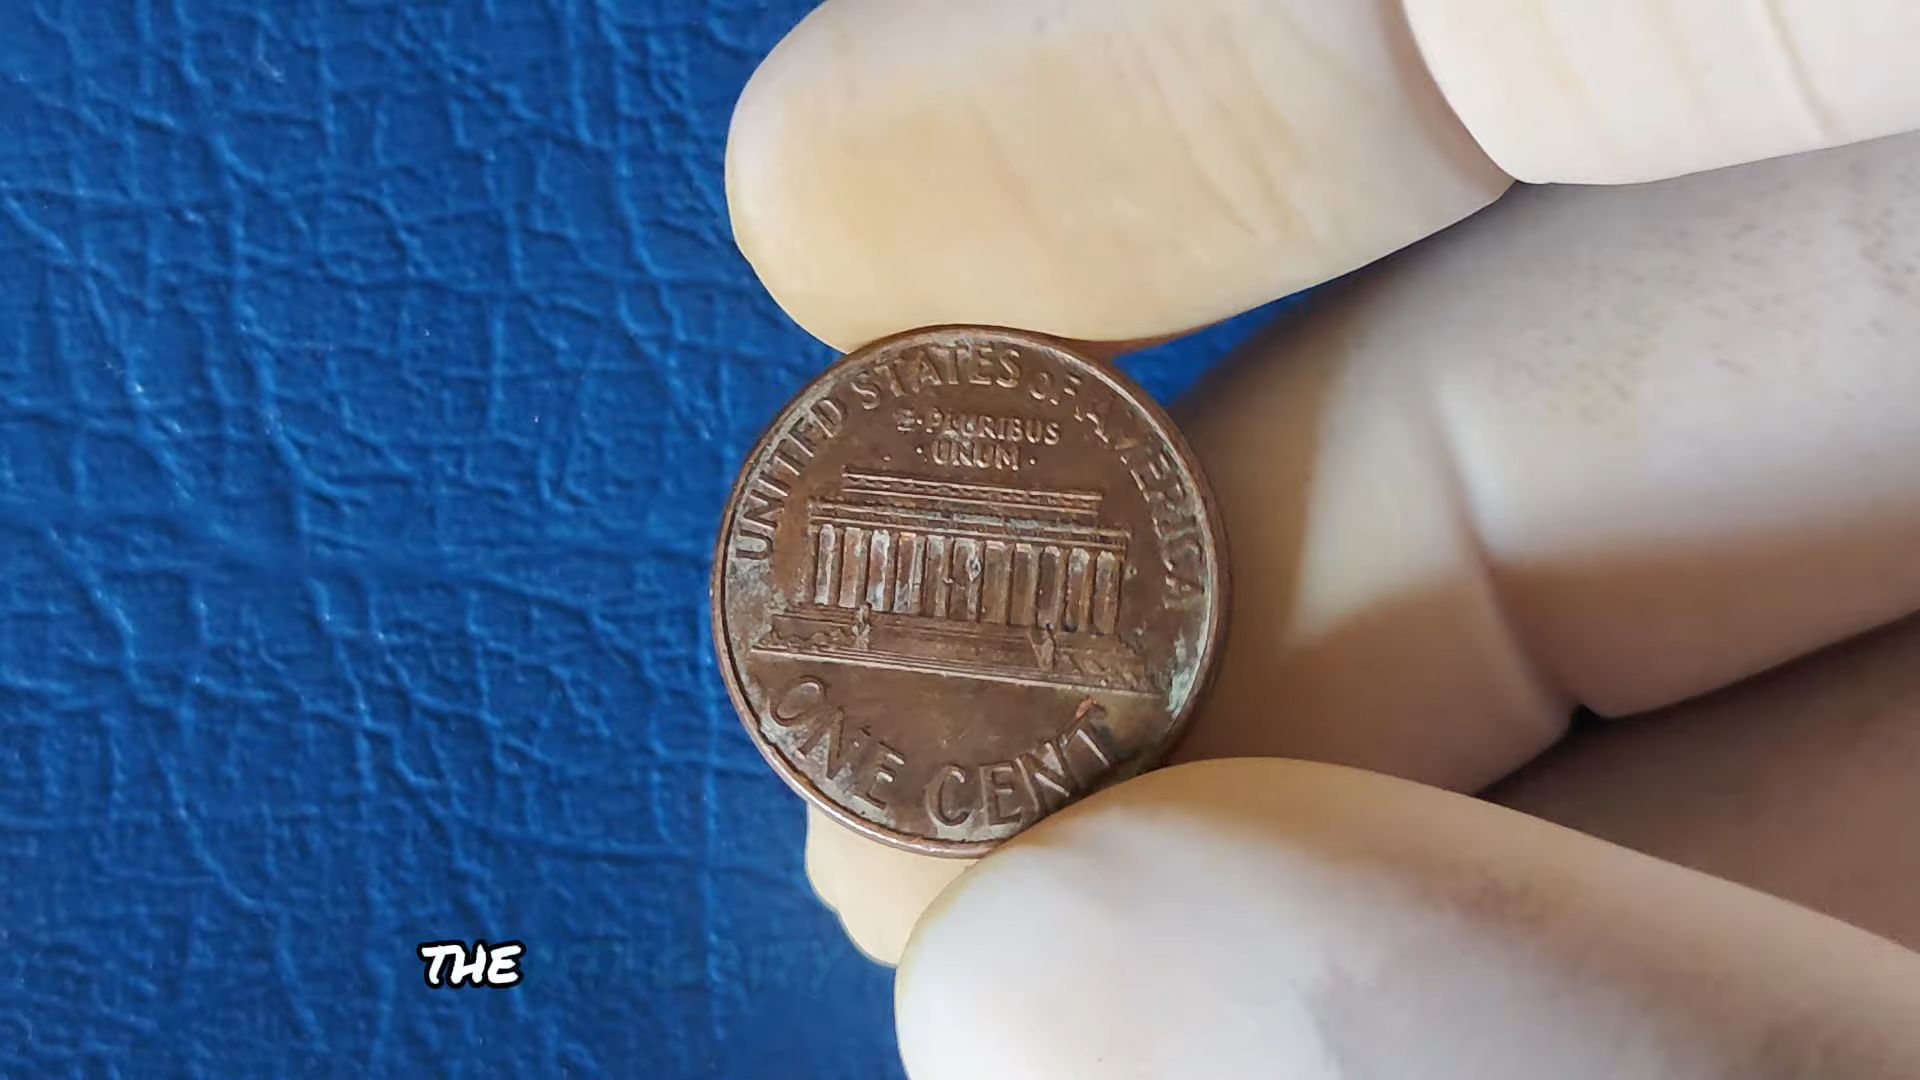 UNITED STATES OF AMERICA
E·PLURIBUS
·UNUM·
ONE CENT
THE